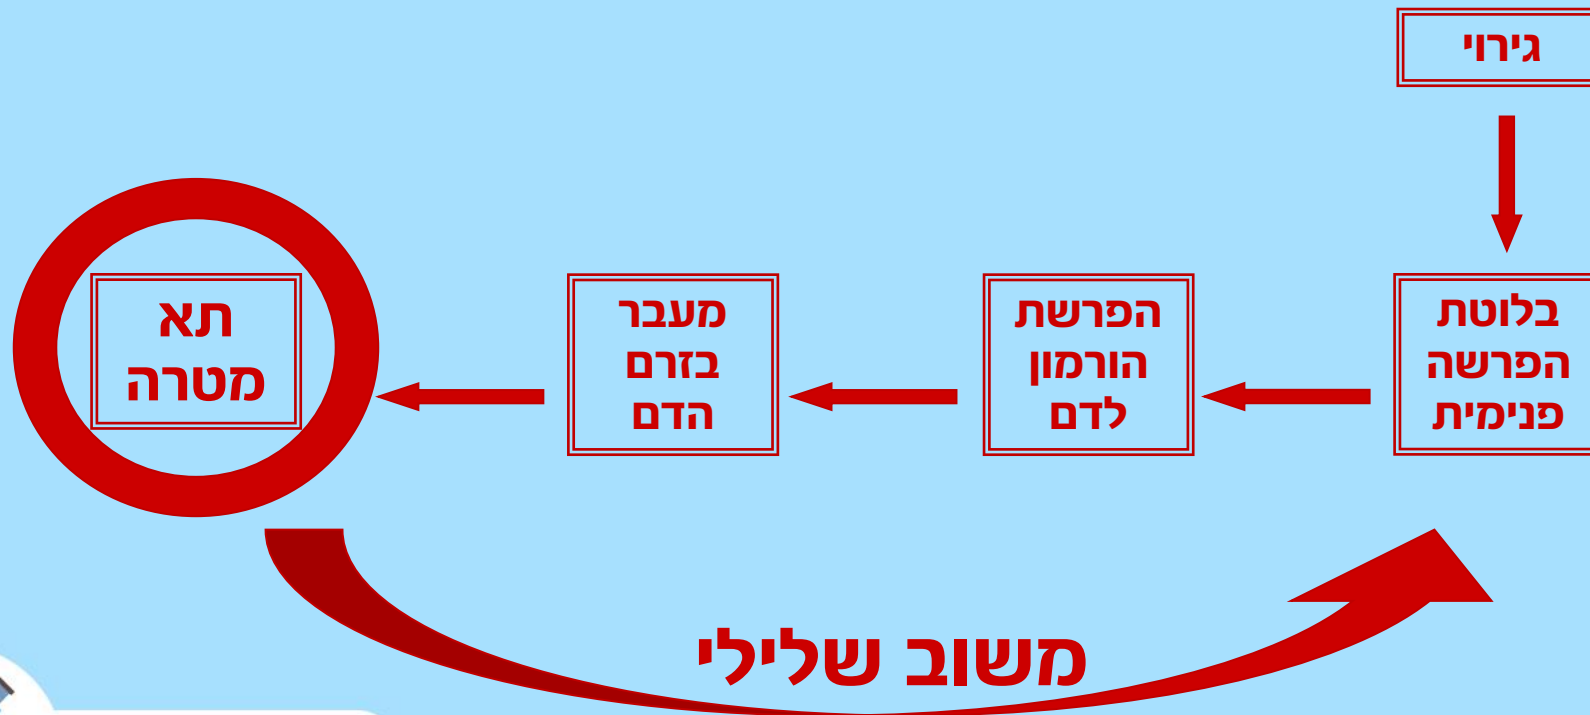 גירוי
בלוטת
הפרשה
פנימית
הפרשת
הורמון
לדם
מעבר
בזרם
הדם
תא
מטרה
משוב שלילי